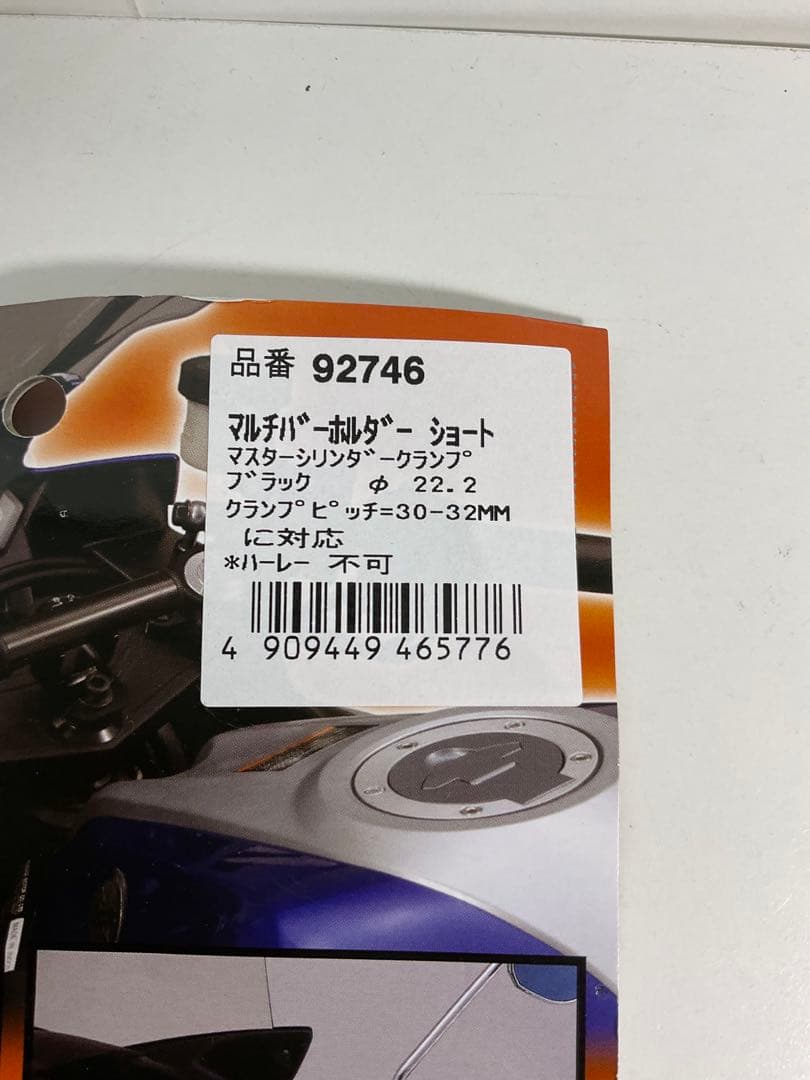 品番 92746
ﾏﾙﾁﾊﾞｰﾎﾙﾀﾞｰ ｼｮｰﾄ
マスターシリンダークランプ
ブラック φ 22.2
クランプピッチ=30-32MM
に対応
*ﾊｰﾚｰ 不可
4 909449 465776